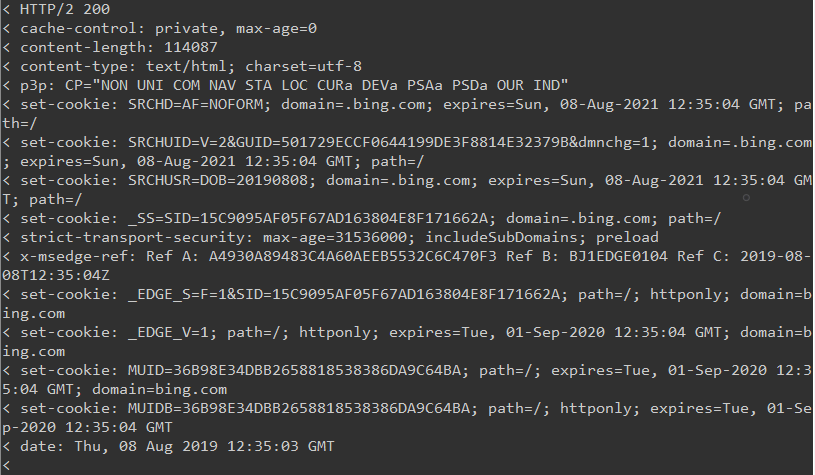 < HTTP/2 200
< cache-control: private, max-age=0
< content-length: 114087
< content-type: text/html; charset=utf-8
< p3p: CP="NON UNI COM NAV STA LOC CURa DEVa PSAa PSDa OUR IND"
< set-cookie: SRCHD=AF=NOFORM; domain=.bing.com; expires=Sun, 08-Aug-2021 12:35:04 GMT; pa
th=/
< set-cookie: SRCHUID=V=2&GUID=501729ECCF0644199DE3F8814E32379B&dmnchg=1; domain=.bing.com
; expires=Sun, 08-Aug-2021 12:35:04 GMT; path=/
< set-cookie: SRCHUSR=DOB=20190808; domain=.bing.com; expires=Sun, 08-Aug-2021 12:35:04 GM
T; path=/
< set-cookie: _SS=SID=15C9095AF05F67AD163804E8F171662A; domain=.bing.com; path=/
< strict-transport-security: max-age=31536000; includeSubDomains; preload
< x-msedge-ref: Ref A: A4930A89483C4A60AEEB5532C6C470F3 Ref B: BJ1EDGE0104 Ref C: 2019-08-
08T12:35:04Z
< set-cookie: _EDGE_S=F=1&SID=15C9095AF05F67AD163804E8F171662A; path=/; httponly; domain=b
ing.com
< set-cookie: _EDGE_V=1; path=/; httponly; expires=Tue, 01-Sep-2020 12:35:04 GMT; domain=b
ing.com
< set-cookie: MUID=36B98E34DBB2658818538386DA9C64BA; path=/; expires=Tue, 01-Sep-2020 12:3
5:04 GMT; domain=bing.com
< set-cookie: MUIDB=36B98E34DBB2658818538386DA9C64BA; path=/; httponly; expires=Tue, 01-Se
p-2020 12:35:04 GMT
< date: Thu, 08 Aug 2019 12:35:03 GMT
<